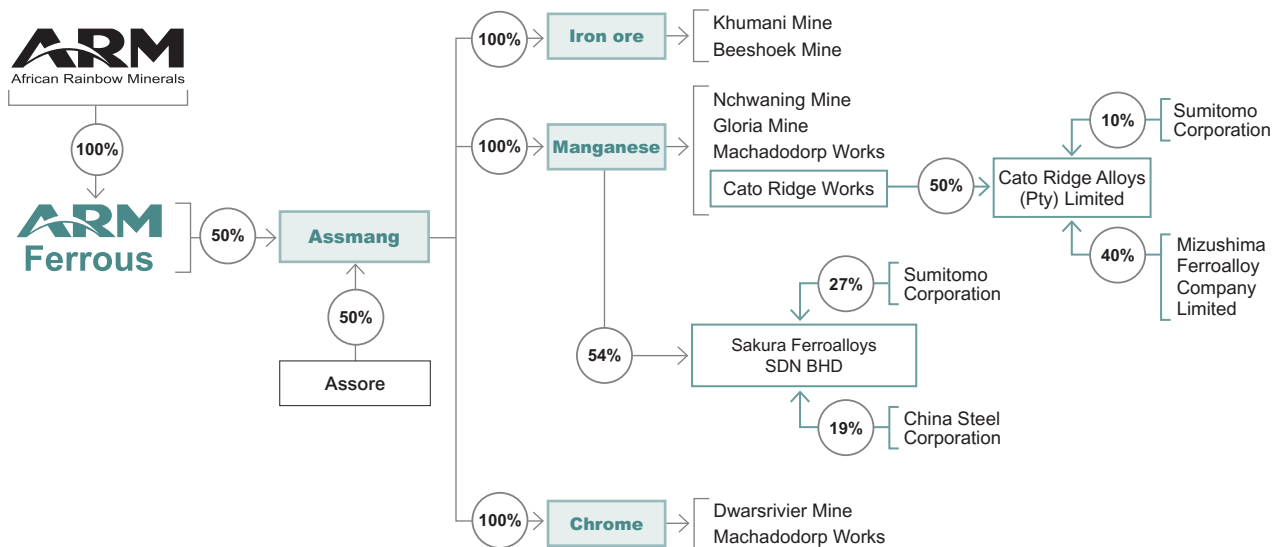 ARM
African Rainbow Minerals
100%
ARM
Ferrous
50%
Assmang
50%
Assore
100%
Iron ore
Khumani Mine
Beeshoek Mine
100%
Manganese
Nchwaning Mine
Gloria Mine
Machadodorp Works
Cato Ridge Works
50%
Cato Ridge Alloys
(Pty) Limited
10%
Sumitomo
Corporation
40%
Mizushima
Ferroalloy
Company
Limited
54%
Sakura Ferroalloys
SDN BHD
27%
Sumitomo
Corporation
19%
China Steel
Corporation
100%
Chrome
Dwarsrivier Mine
Machadodorp Works